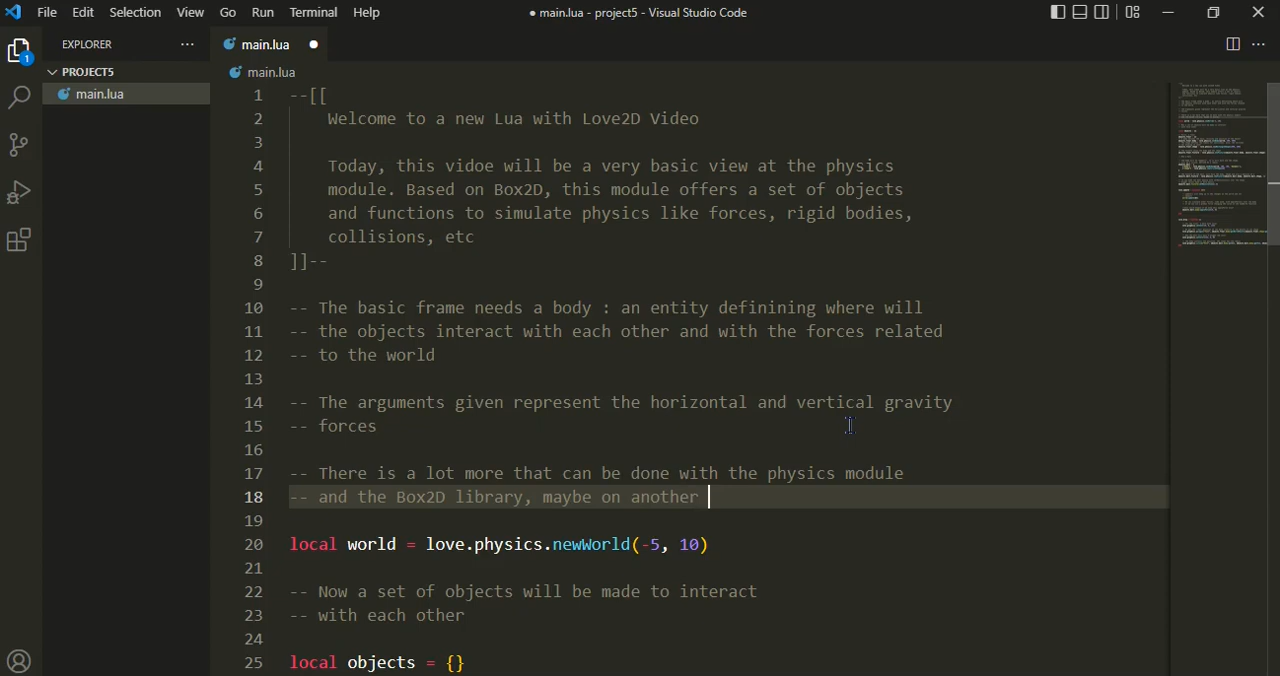 File Edit Selection View Go Run Terminal Help
● main.lua - project5 - Visual Studio Code
EXPLORER
main.lua
PROJECT5
main.lua
main.lua
1
1 --[[
2 Welcome to a new Lua with Love2D Video
3
4 Today, this vidoe will be a very basic view at the physics
5 module. Based on Box2D, this module offers a set of objects
6 and functions to simulate physics like forces, rigid bodies,
7 collisions, etc
8 ]]--
9
10 -- The basic frame needs a body : an entity definining where will
11 -- the objects interact with each other and with the forces related
12 -- to the world
13
14 -- The arguments given represent the horizontal and vertical gravity
15 -- forces
16
17 -- There is a lot more that can be done with the physics module
18 -- and the Box2D library, maybe on another
19
20 local world = love.physics.newWorld(-5, 10)
21
22 -- Now a set of objects will be made to interact
23 -- with each other
24
25 local objects = {}